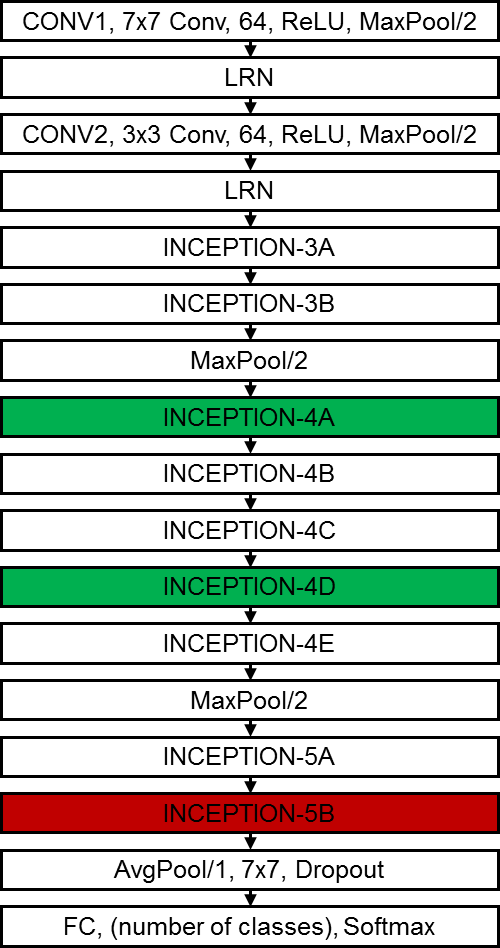 CONV1, 7x7 Conv, 64, ReLU, MaxPool/2
LRN
CONV2, 3x3 Conv, 64, ReLU, MaxPool/2
LRN
INCEPTION-3A
INCEPTION-3B
MaxPool/2
INCEPTION-4A
INCEPTION-4B
INCEPTION-4C
INCEPTION-4D
INCEPTION-4E
MaxPool/2
INCEPTION-5A
INCEPTION-5B
AvgPool/1, 7x7, Dropout
FC, (number of classes), Softmax